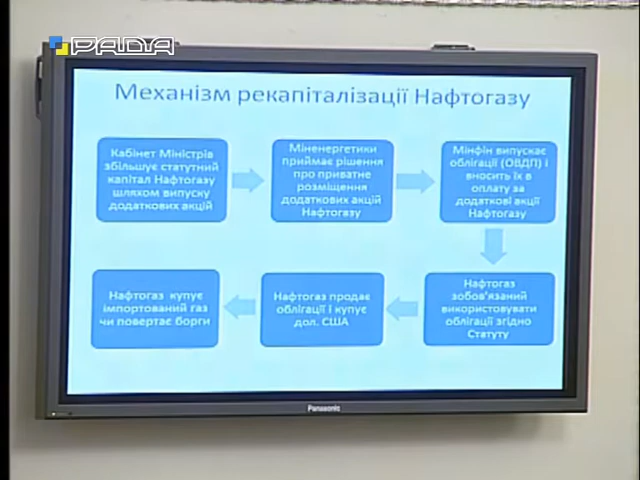 РАДА
Механізм рекапіталізації Нафтогазу
Кабінет Міністрів
збільшує статутний
капітал Нафтогазу
шляхом випуску
додаткових акцій
Міненергетики
приймає рішення
про приватне
розміщення
додаткових акцій
Нафтогазу
Мінфін випускає
облігації (ОВДП) і
вносить їх в
оплату за
додаткові акції
Нафтогазу
Нафтогаз
зобов'язаний
використовувати
облігації згідно
Статуту
Нафтогаз продає
облігації і купує
дол. США
Нафтогаз купує
імпортований газ
чи повертає борги
Panasonic